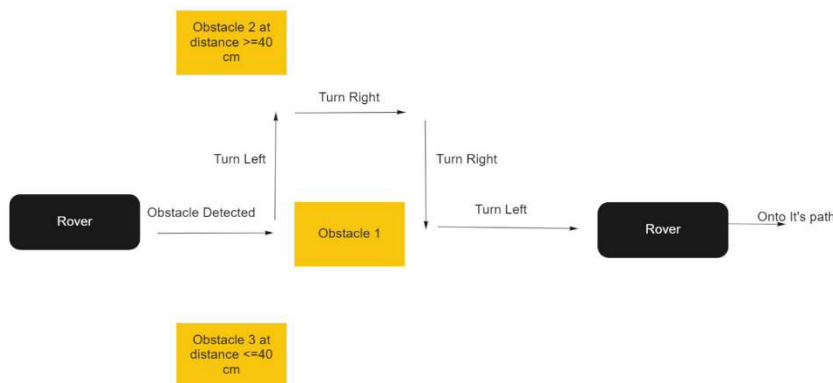 Obstacle 2 at
distance >=40
cm
Turn Right
Turn Left
Turn Right
Rover
Obstacle Detected
Obstacle 1
Turn Left
Rover
Onto It's path
Obstacle 3 at
distance <=40
cm